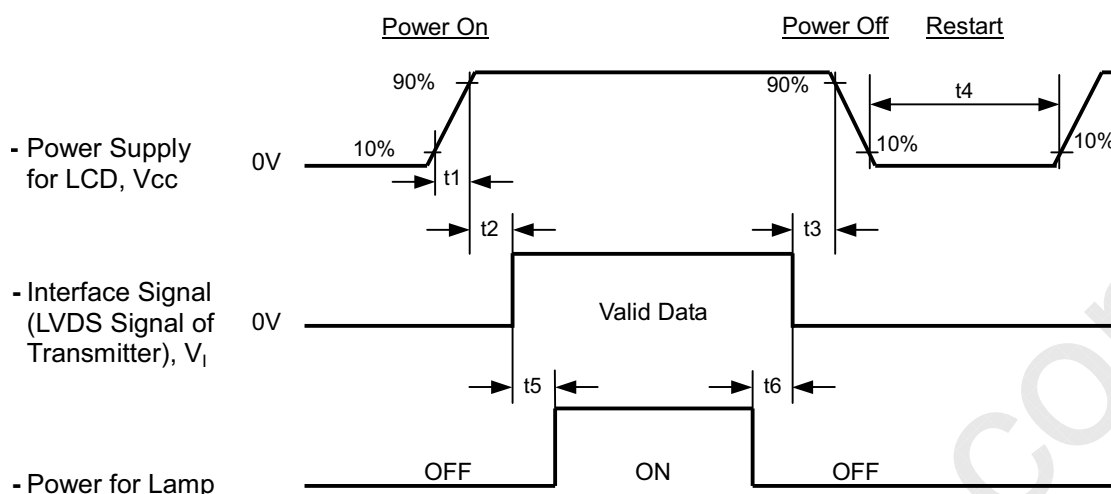 Power On
Power Off
Restart
90%
90%
t4
- Power Supply
for LCD, Vcc
0V
10%
10%
10%
t1
t2
t3
- Interface Signal
(LVDS Signal of
Transmitter), VI
0V
Valid Data
t5
t6
- Power for Lamp
OFF
ON
OFF